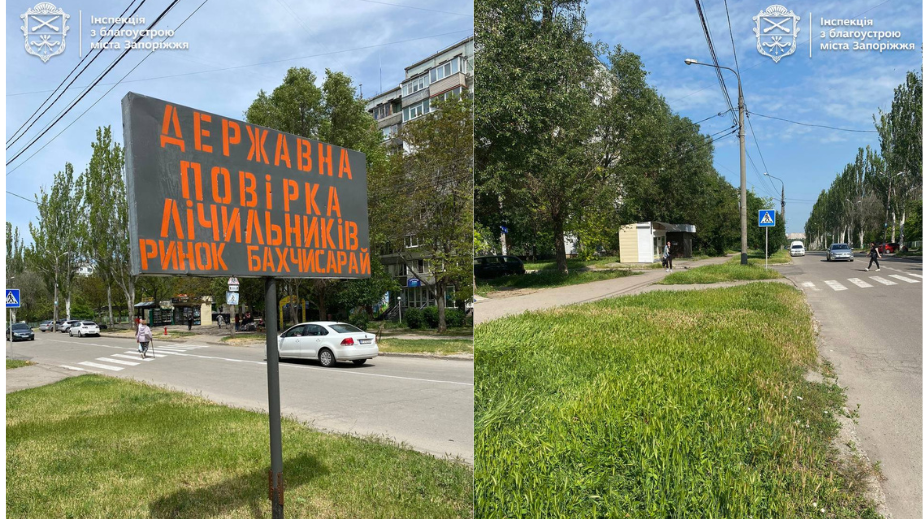 Інспекція
з благоустрою
міста Запоріжжя
ДЕРЖАВНА
ПОВІРКА
ЛІЧИЛЬНИКІВ
РИНОК БАХЧИСАРАЙ
Інспекція
з благоустрою
міста Запоріжжя